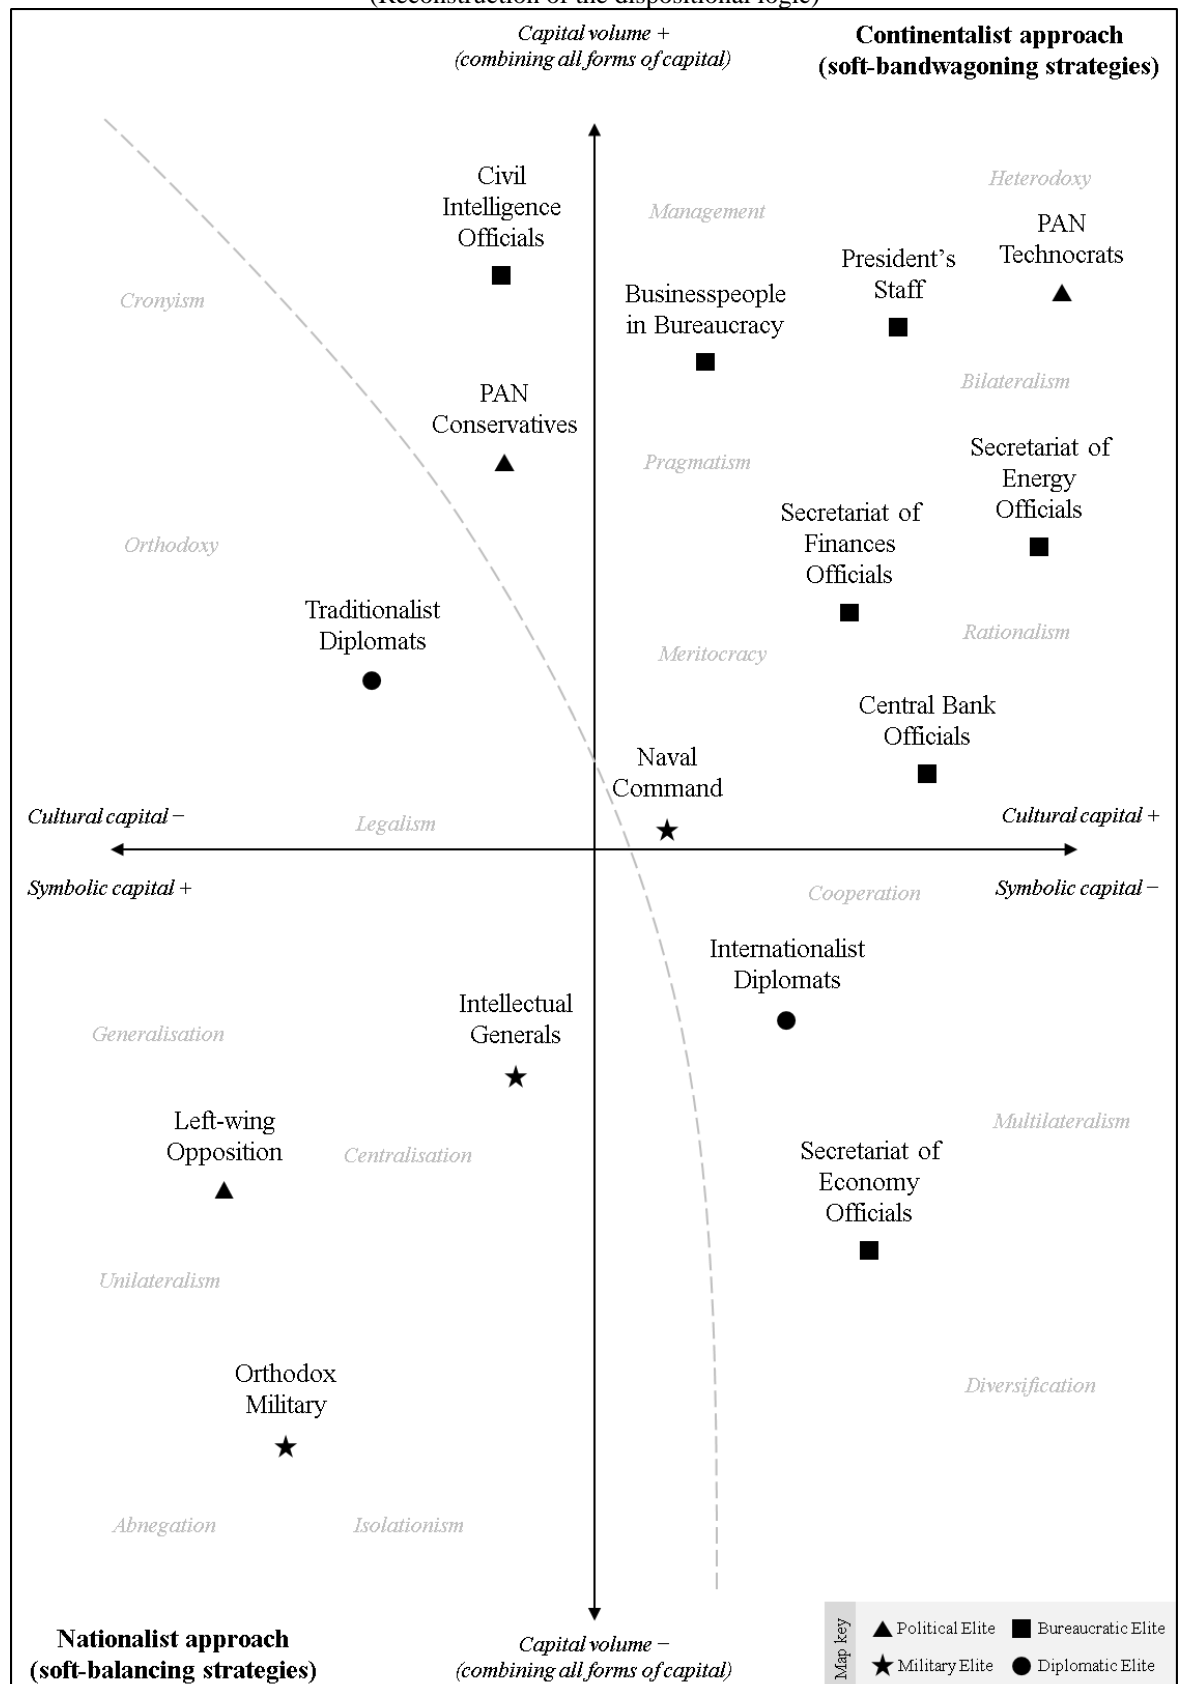 (Reconstruction of the dispositional logic)
Capital volume +
(combining all forms of capital)
Continentalist approach
(soft-bandwagoning strategies)
Civil
Intelligence
Officials
Management
Heterodoxy
PAN
Technocrats
President's
Staff
Businesspeople
in Bureaucracy
Cronyism
PAN
Conservatives
Bilateralism
Pragmatism
Secretariat of
Energy
Officials
Secretariat of
Finances
Officials
Orthodoxy
Traditionalist
Diplomats
Rationalism
Meritocracy
Central Bank
Officials
Naval
Command
Cultural capital −
Legalism
Cultural capital +
Symbolic capital +
Symbolic capital −
Cooperation
Internationalist
Diplomats
Intellectual
Generals
Generalisation
Left-wing
Opposition
Centralisation
Multilateralism
Secretariat of
Economy
Officials
Unilateralism
Orthodox
Military
Diversification
Abnegation
Isolationism
Nationalist approach
(soft-balancing strategies)
Capital volume −
(combining all forms of capital)
Map key
Political Elite
Bureaucratic Elite
Military Elite
Diplomatic Elite